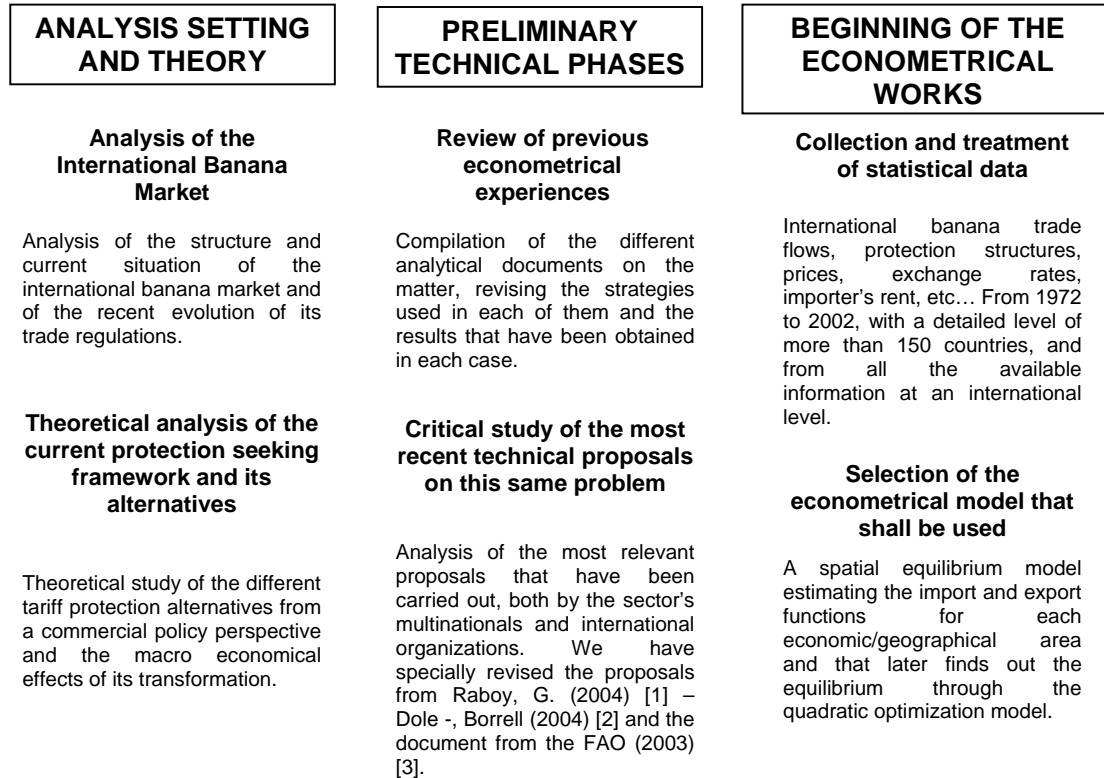 ANALYSIS SETTING
AND THEORY
Analysis of the
International Banana
Market
Analysis of the structure and
current situation of the
international banana market and
of the recent evolution of its
trade regulations.
Theoretical analysis of the
current protection seeking
framework and its
alternatives
Theoretical study of the different
tariff protection alternatives from
a commercial policy perspective
and the macro economical
effects of its transformation.
PRELIMINARY
TECHNICAL PHASES
Review of previous
econometrical
experiences
Compilation of the different
analytical documents on the
matter, revising the strategies
used in each of them and the
results that have been obtained
in each case.
Critical study of the most
recent technical proposals
on this same problem
Analysis of the most relevant
proposals that have been
carried out, both by the sector's
multinationals and international
organizations. We have
specially revised the proposals
from Raboy, G. (2004) [1] –
Dole -, Borrell (2004) [2] and the
document from the FAO (2003)
[3].
BEGINNING OF THE
ECONOMETRICAL
WORKS
Collection and treatment
of statistical data
International banana trade
flows, protection structures,
prices, exchange rates,
importer's rent, etc… From 1972
to 2002, with a detailed level of
more than 150 countries, and
from all the available
information at an international
level.
Selection of the
econometrical model that
shall be used
A spatial equilibrium model
estimating the import and export
functions for each
economic/geographical area
and that later finds out the
equilibrium through the
quadratic optimization model.